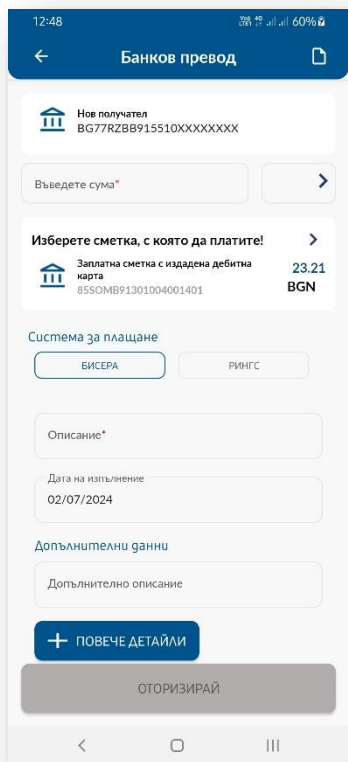 12:48
60%
Банков превод
Нов получател
BG77RZBB915510XXXXXXXX
Въведете сума*
Изберете сметка, с която да платите!
Заплатна сметка с издадена дебитна
карта
23.21
BGN
85SOMB91301004001401
Система за плащане
БИСЕРА
РИНГС
Описание*
Дата на изпълнение
02/07/2024
Допълнителни данни
Допълнително описание
+ ПОВЕЧЕ ДЕТАЙЛИ
ОТОРИЗИРАЙ